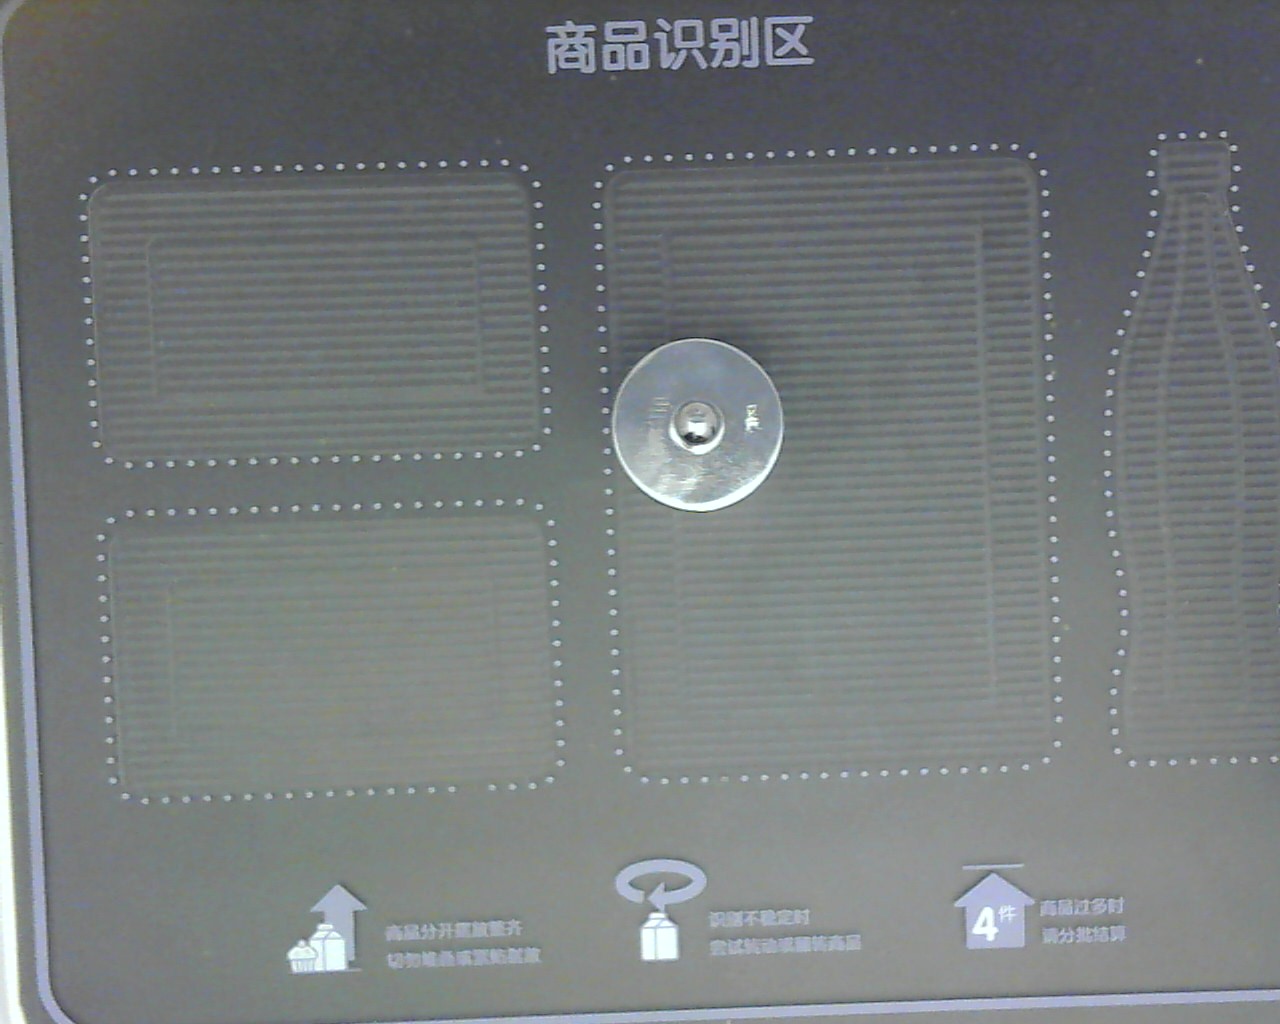 商品识别区
商品分开摆放整齐
切勿堆叠或紧贴摆放
识别不稳定时
尝试转动或翻转商品
4件
商品过多时
请分批结算